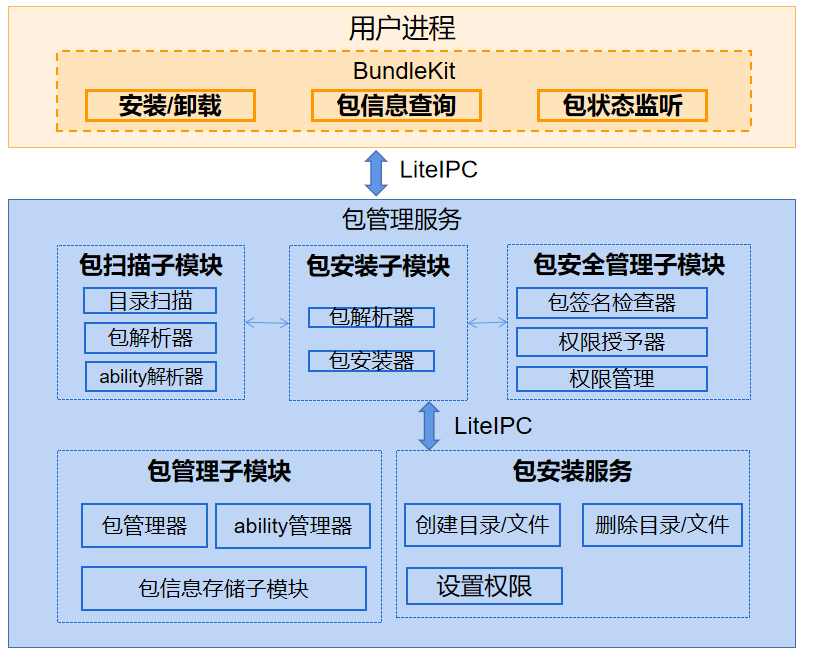 用户进程
BundleKit
安装/卸载
包信息查询
包状态监听
LiteIPC
包管理服务
包扫描子模块
目录扫描
包解析器
ability解析器
包安装子模块
包解析器
包安装器
包安全管理子模块
包签名检查器
权限授予器
权限管理
LiteIPC
包管理子模块
包管理器
ability管理器
包信息存储子模块
包安装服务
创建目录/文件
删除目录/文件
设置权限